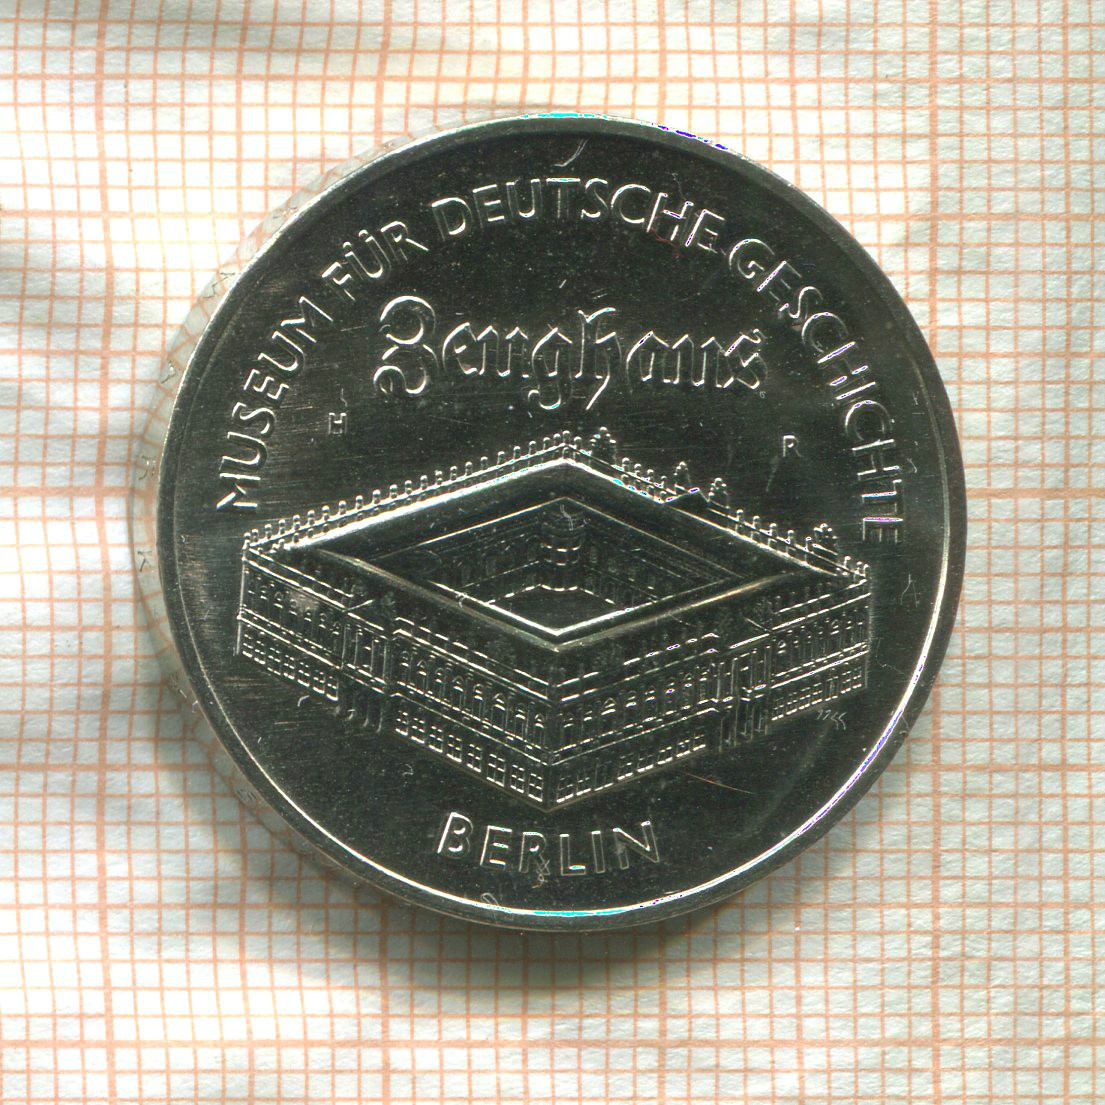 MUSEUM FÜR DEUTSCHE GESCHICHTE
Zeughaus
H R
BERLIN